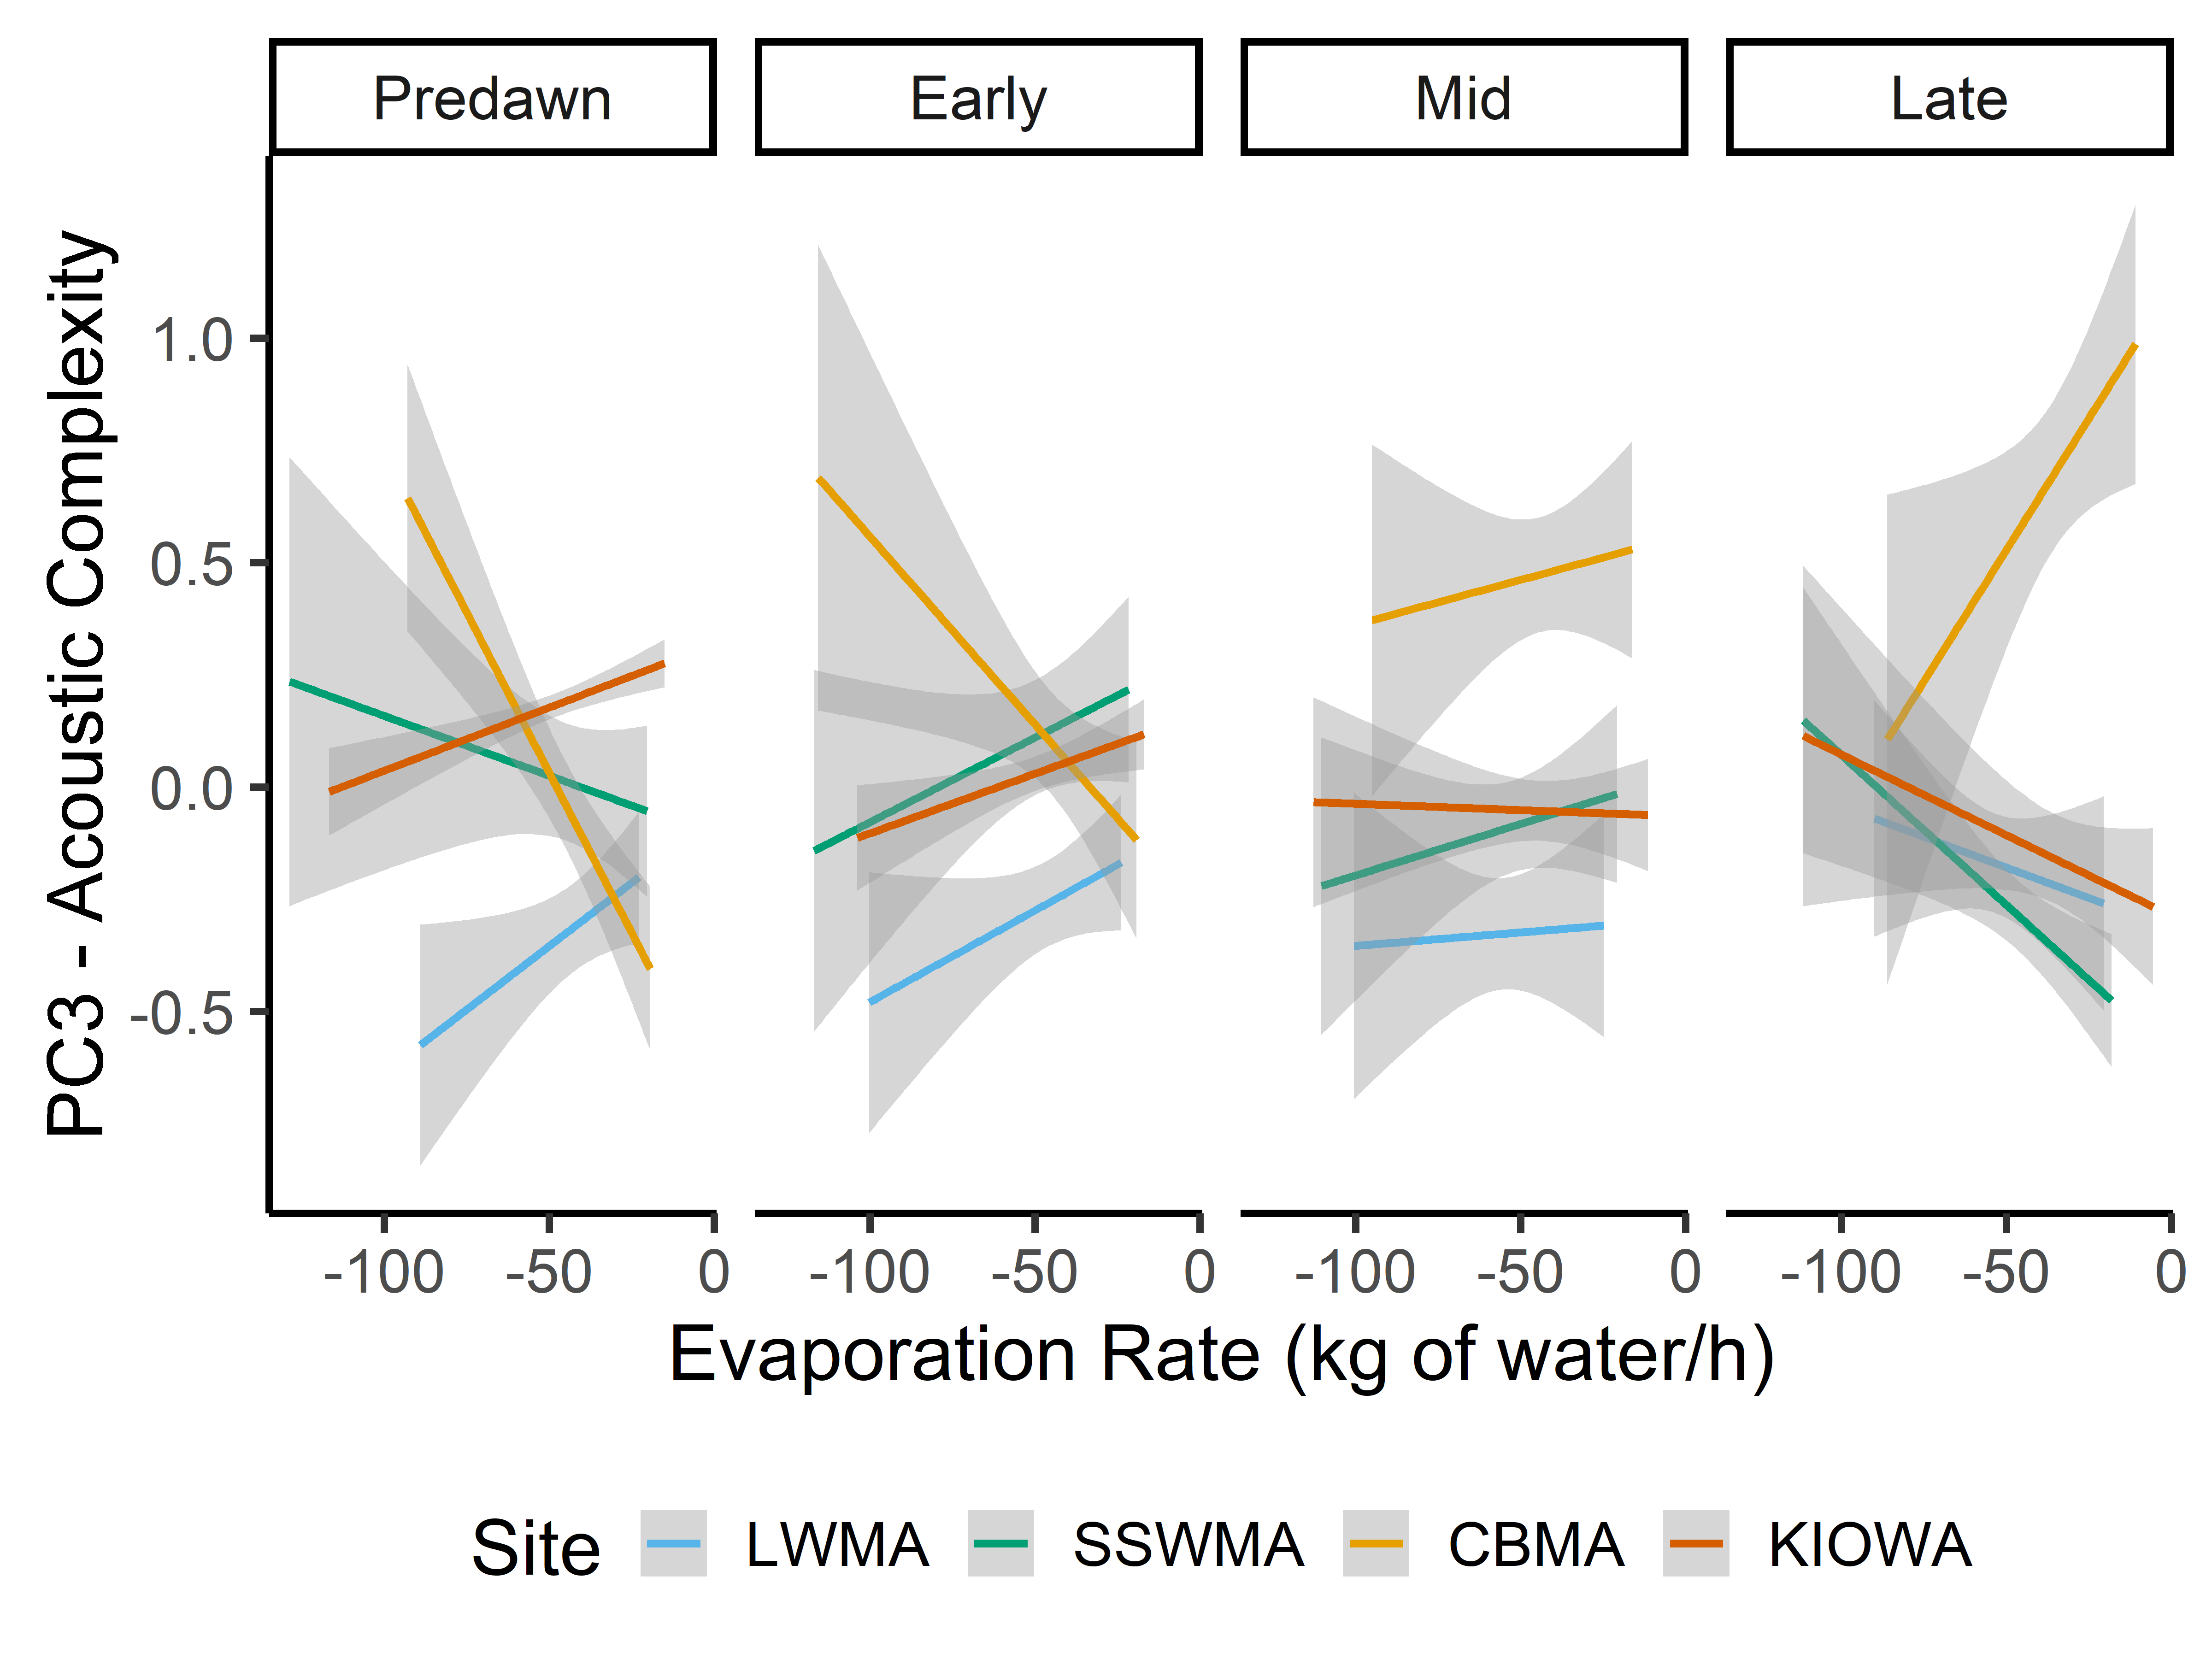 Predawn Early Mid Late
PC3 - Acoustic Complexity
1.0
0.5
0.0
-0.5
-100 -50 0 -100 -50 0 -100 -50 0 -100 -50 0
Evaporation Rate (kg of water/h)
Site LWMA SSWMA CBMA KIOWA